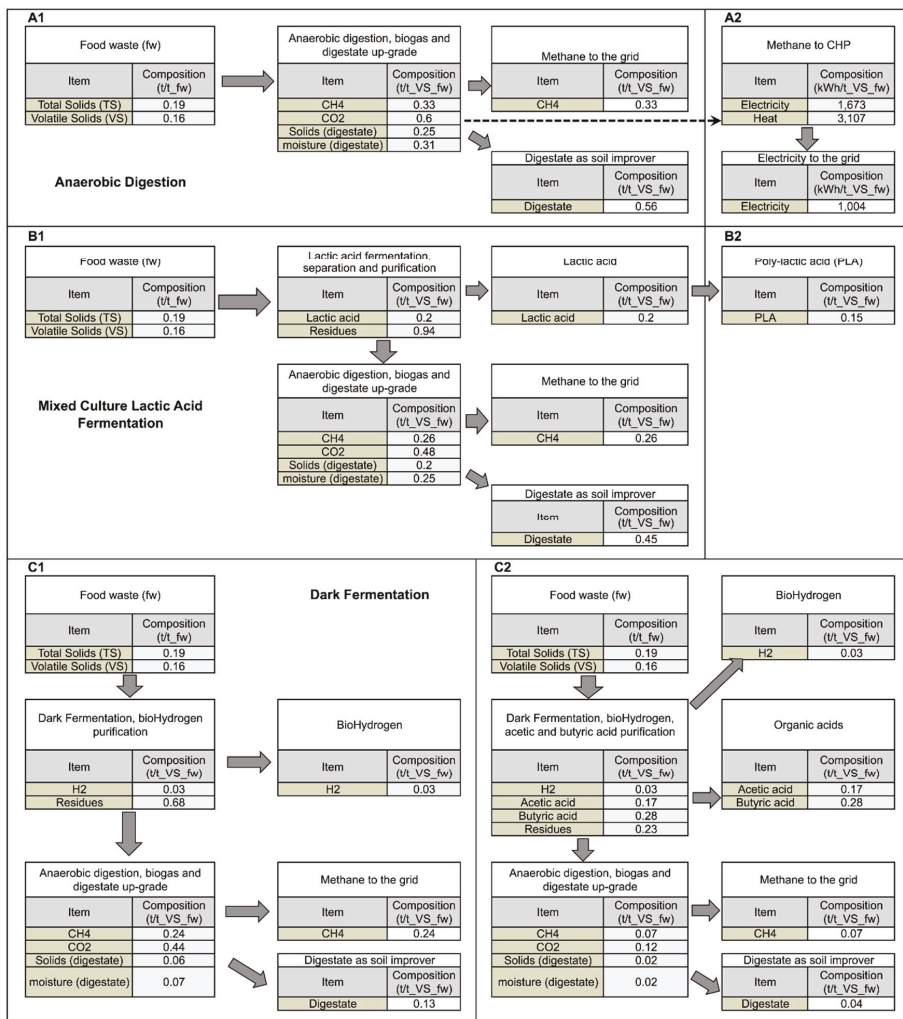 A1
Food waste (fw)
Item
Composition
(t/t_fw)
Total Solids (TS) 0.19
Volatile Solids (VS) 0.16
Anaerobic digestion, biogas and
digestate up-grade
Item
Composition
(t/t_VS_fw)
CH4 0.33
CO2 0.6
Solids (digestate) 0.25
moisture (digestate) 0.31
Methane to the grid
Item
Composition
(t/t_VS_fw)
CH4 0.33
Digestate as soil improver
Item
Composition
(t/t_VS_fw)
Digestate 0.56
Anaerobic Digestion
A2
Methane to CHP
Item
Composition
(kWh/t_VS_fw)
Electricity 1,673
Heat 3,107
Electricity to the grid
Item
Composition
(kWh/t_VS_fw)
Electricity 1,004
B1
Food waste (fw)
Item
Composition
(t/t_fw)
Total Solids (TS) 0.19
Volatile Solids (VS) 0.16
Lactic acid fermentation,
separation and purification
Item
Composition
(t/t_VS_fw)
Lactic acid 0.2
Residues 0.94
Lactic acid
Item
Composition
(t/t_VS_fw)
Lactic acid 0.2
Anaerobic digestion, biogas and
digestate up-grade
Item
Composition
(t/t_VS_fw)
CH4 0.26
CO2 0.48
Solids (digestate) 0.2
moisture (digestate) 0.25
Methane to the grid
Item
Composition
(t/t_VS_fw)
CH4 0.26
Digestate as soil improver
Item
Composition
(t/t_VS_fw)
Digestate 0.45
Mixed Culture Lactic Acid
Fermentation
B2
Poly-lactic acid (PLA)
Item
Composition
(t/t_VS_fw)
PLA 0.15
C1
Food waste (fw)
Item
Composition
(t/t_fw)
Total Solids (TS) 0.19
Volatile Solids (VS) 0.16
Dark Fermentation
Dark Fermentation, bioHydrogen
purification
Item
Composition
(t/t_VS_fw)
H2 0.03
Residues 0.68
BioHydrogen
Item
Composition
(t/t_VS_fw)
H2 0.03
Anaerobic digestion, biogas and
digestate up-grade
Item
Composition
(t/t_VS_fw)
CH4 0.24
CO2 0.44
Solids (digestate) 0.06
moisture (digestate) 0.07
Methane to the grid
Item
Composition
(t/t_VS_fw)
CH4 0.24
Digestate as soil improver
Item
Composition
(t/t_VS_fw)
Digestate 0.13
C2
Food waste (fw)
Item
Composition
(t/t_fw)
Total Solids (TS) 0.19
Volatile Solids (VS) 0.16
BioHydrogen
Item
Composition
(t/t_VS_fw)
H2 0.03
Dark Fermentation, bioHydrogen,
acetic and butyric acid purification
Item
Composition
(t/t_VS_fw)
H2 0.03
Acetic acid 0.17
Butyric acid 0.28
Residues 0.23
Organic acids
Item
Composition
(t/t_VS_fw)
Acetic acid 0.17
Butyric acid 0.28
Anaerobic digestion, biogas and
digestate up-grade
Item
Composition
(t/t_VS_fw)
CH4 0.07
CO2 0.12
Solids (digestate) 0.02
moisture (digestate) 0.02
Methane to the grid
Item
Composition
(t/t_VS_fw)
CH4 0.07
Digestate as soil improver
Item
Composition
(t/t_VS_fw)
Digestate 0.04